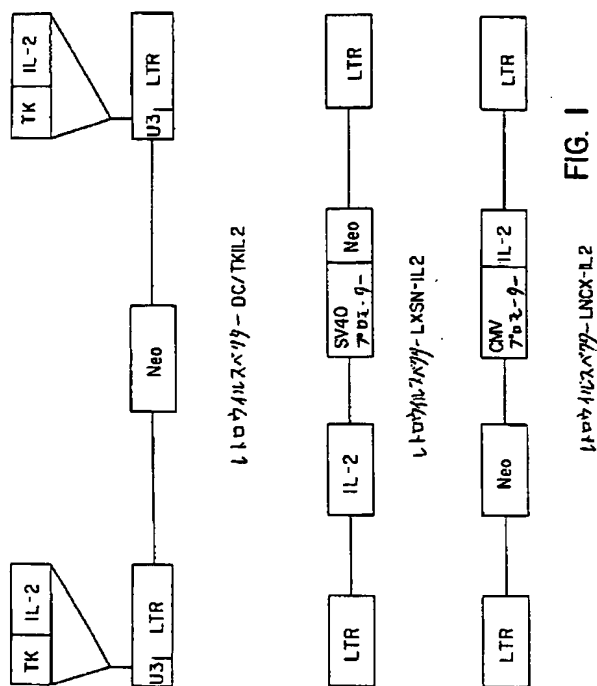 TK IL-2
TK IL-2
U3 LTR
Neo
U3 LTR
レトロウイルスベクター DC/TKIL2
LTR
IL-2
SV40
プロモーター
Neo
LTR
レトロウイルスベクター LXSN-IL2
LTR
Neo
CMV
プロモーター
IL-2
LTR
レトロウイルスベクター LNCX-IL2
FIG. 1